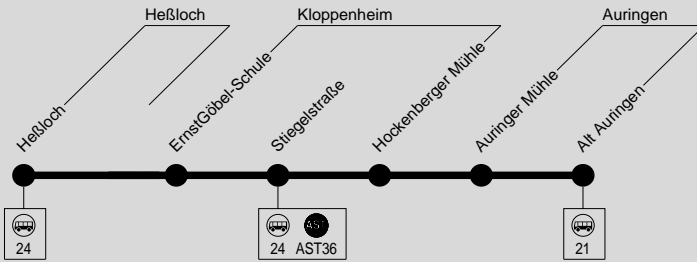 Heßloch
Kloppenheim
Auringen
Heßloch
ErnstGöbel-Schule
Stiegelstraße
Hockenberger Mühle
Auringer Mühle
Alt Auringen
AST
24
24 AST36
21